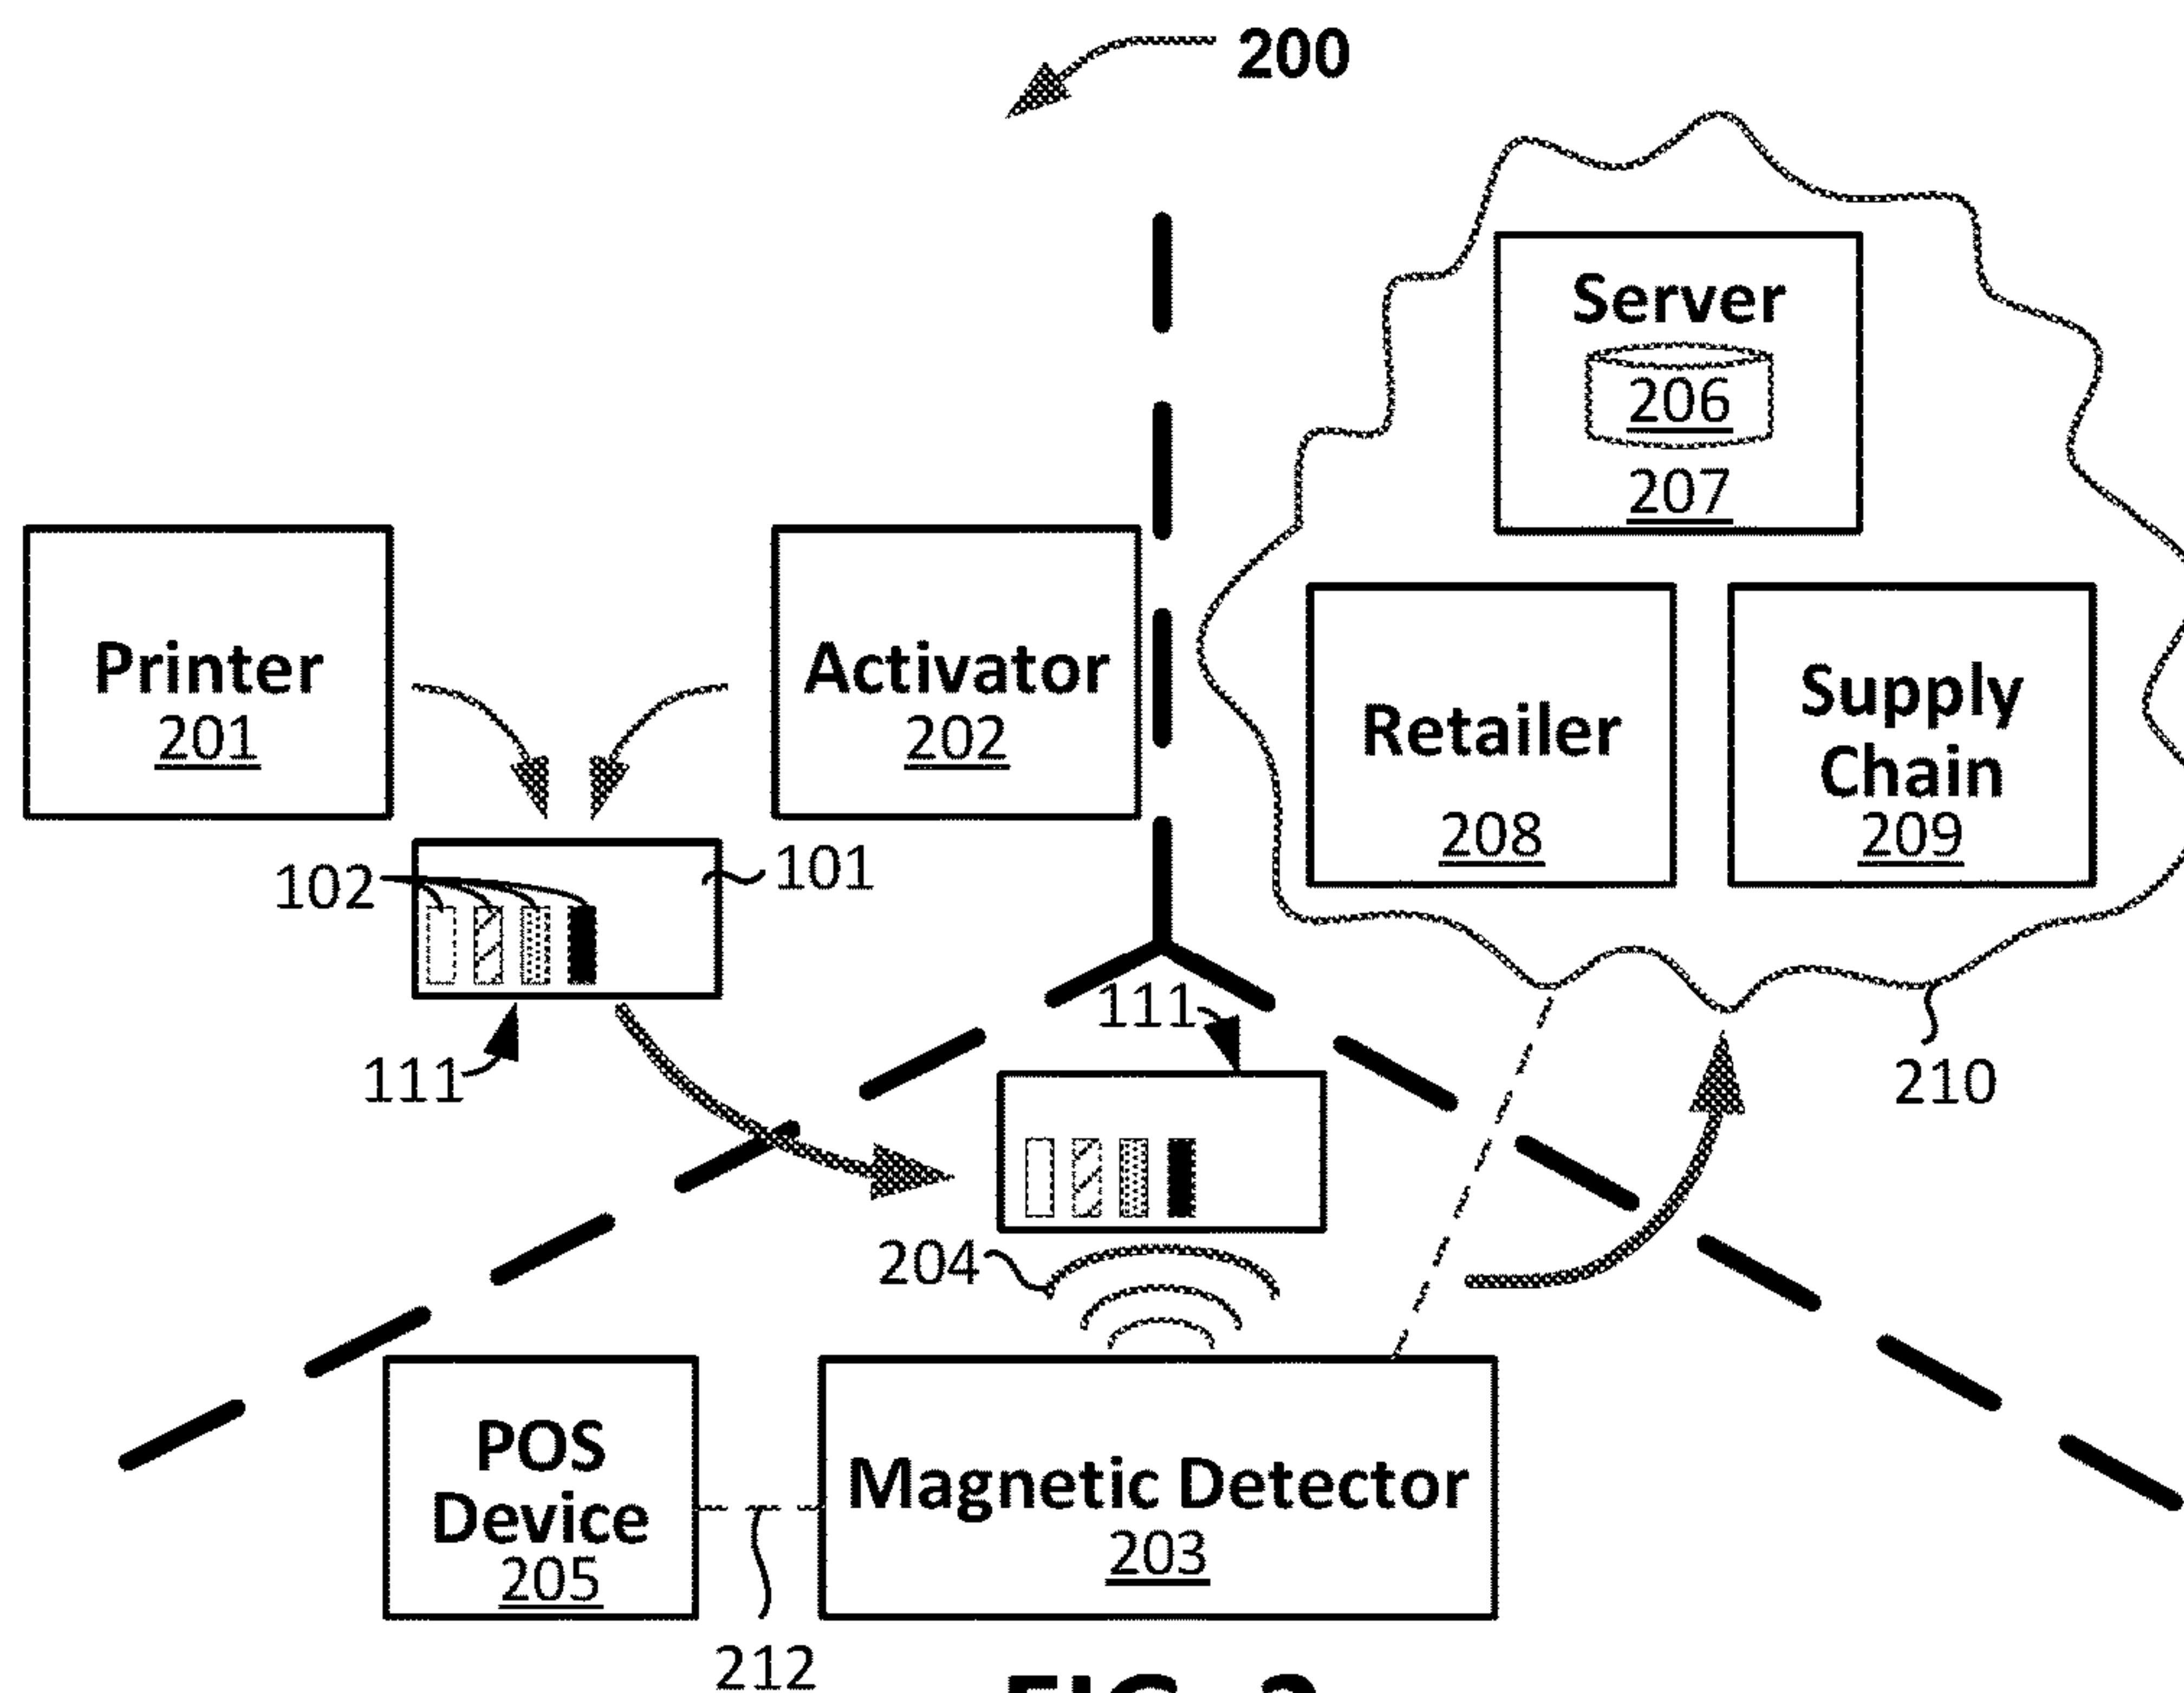 200
Server
206
207
Printer
201
Activator
202
Retailer
208
Supply
Chain
209
102
101
111
111
210
204
POS
Device
205
Magnetic Detector
203
212